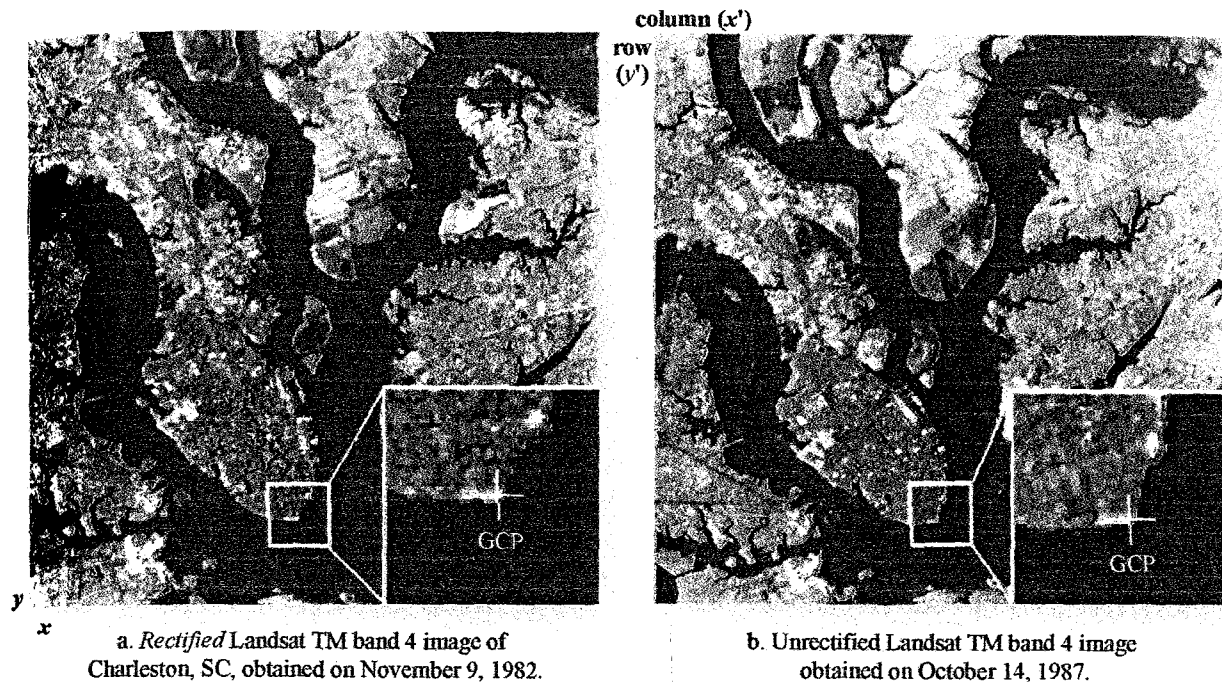 column (x')
row
(y')
GCP
GCP
y
x
a. Rectified Landsat TM band 4 image of
Charleston, SC, obtained on November 9, 1982.
b. Unrectified Landsat TM band 4 image
obtained on October 14, 1987.